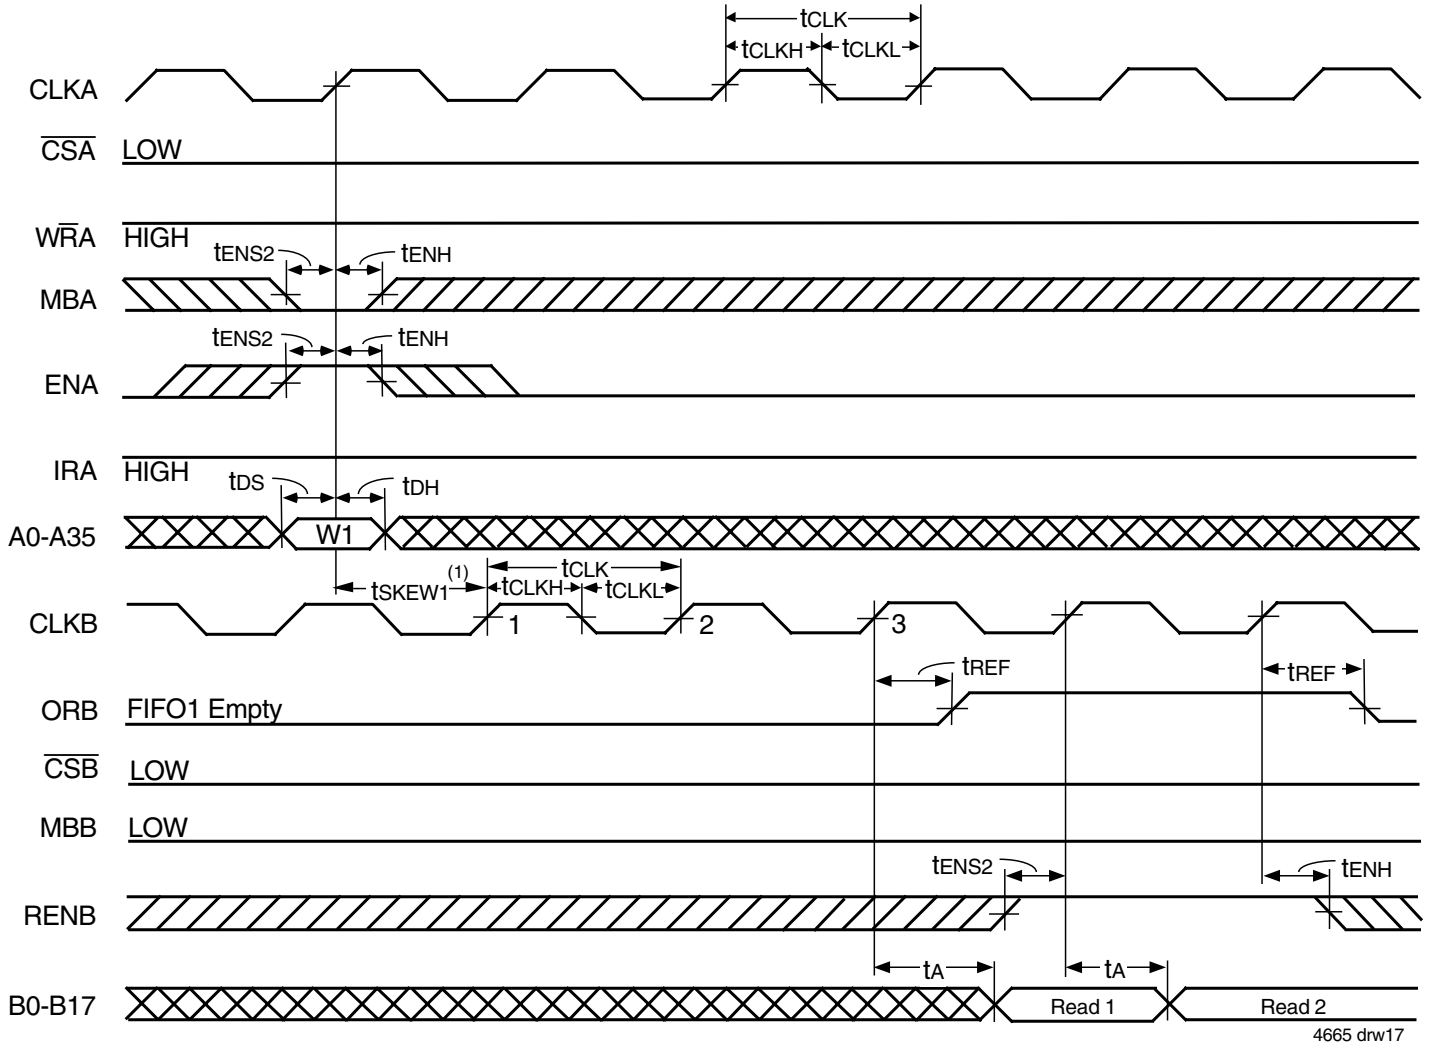 tCLK
tCLKH tCLKL
CLKA
CSA LOW
WRA HIGH
tENS2 tENH
MBA
tENS2 tENH
ENA
IRA HIGH
tDS tDH
A0-A35 W1
tSKEW1(1) tCLKH tCLK tCLKL
CLKB 1 2 3
tREF tREF
ORB FIFO1 Empty
CSB LOW
MBB LOW
tENS2 tENH
RENB
tA tA
B0-B17 Read 1 Read 2
4665 drw17